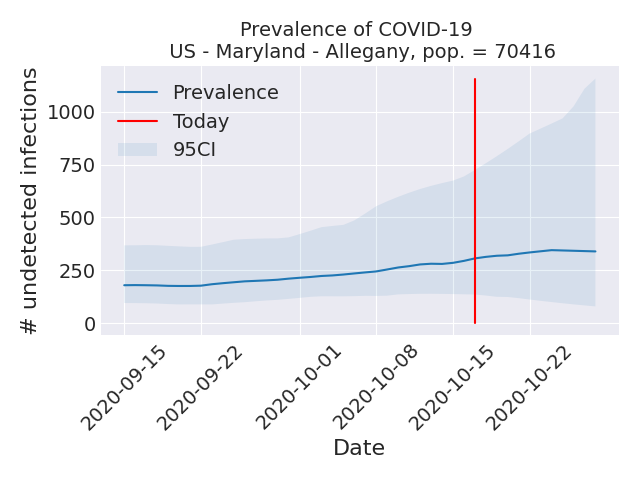 Prevalence of COVID-19
US - Maryland - Allegany, pop. = 70416
# undetected infections
1000
750
500
250
0
Prevalence
Today
95CI
2020-09-15
2020-09-22
2020-10-01
2020-10-08
2020-10-15
2020-10-22
Date